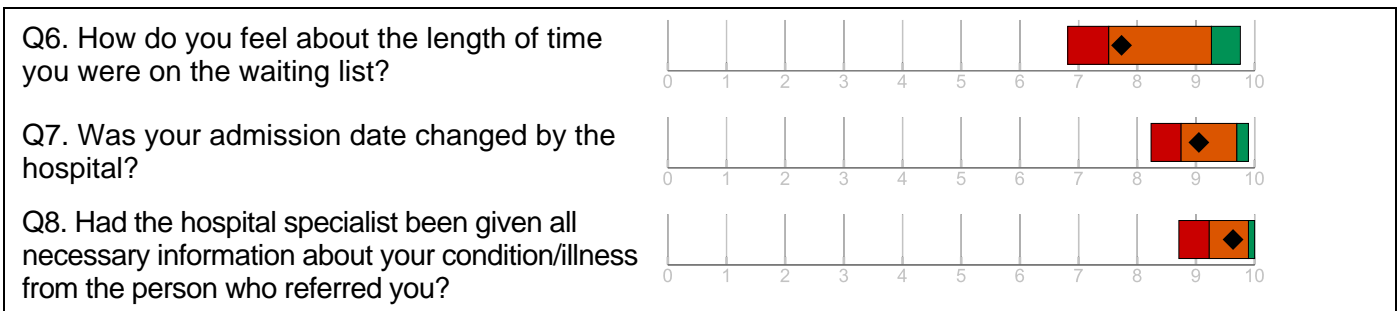 Q6. How do you feel about the length of time
you were on the waiting list?
0 1 2 3 4 5 6 7 8 9 10
Q7. Was your admission date changed by the
hospital?
0 1 2 3 4 5 6 7 8 9 10
Q8. Had the hospital specialist been given all
necessary information about your condition/illness
from the person who referred you?
0 1 2 3 4 5 6 7 8 9 10